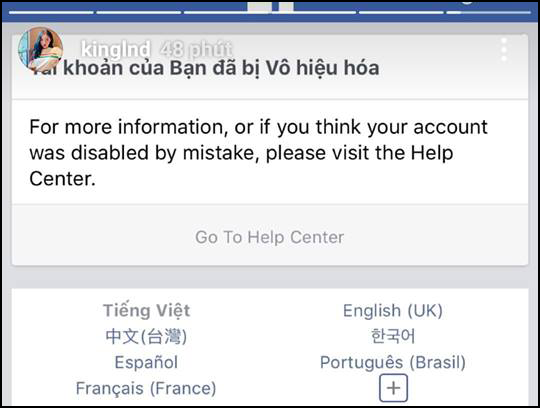 kinglnd 48 phút
Tài khoản của Bạn đã bị Vô hiệu hóa
For more information, or if you think your account
was disabled by mistake, please visit the Help
Center.
Go To Help Center
Tiếng Việt English (UK)
中文(台灣) 한국어
Español Português (Brasil)
Français (France) +